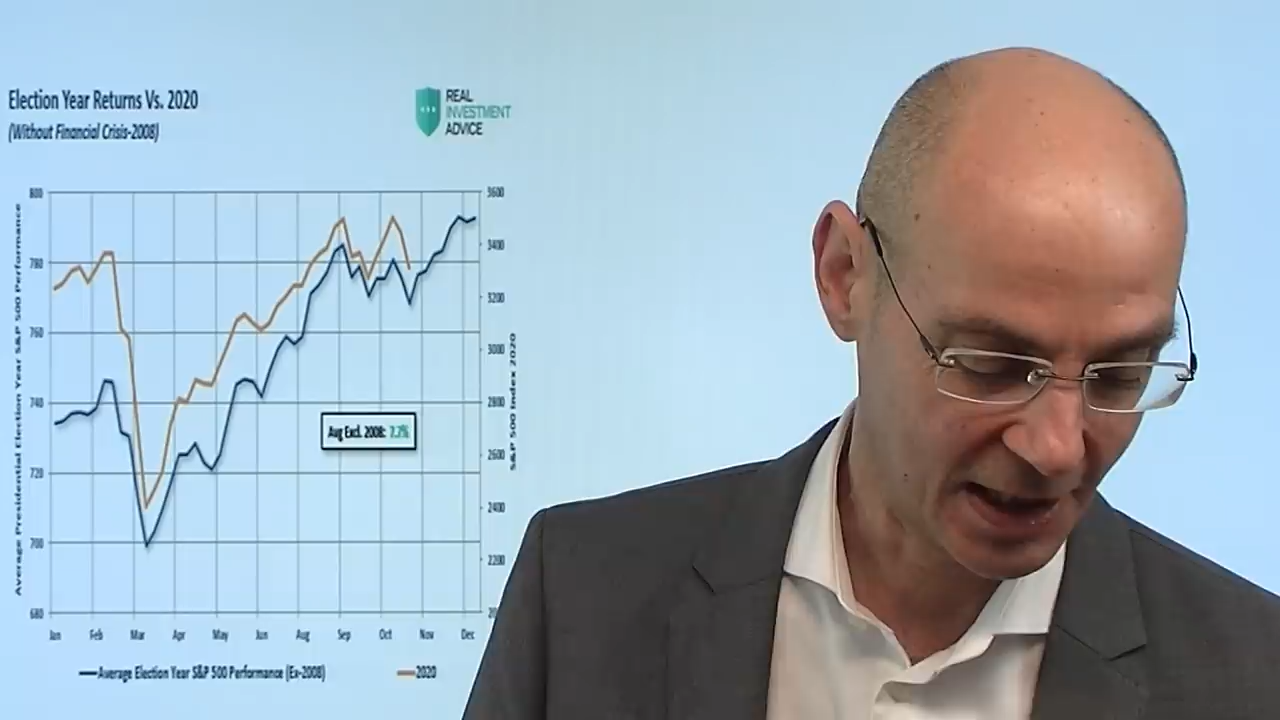 Election Year Returns Vs. 2020
(Without Financial Crisis-2008)
REAL
INVESTMENT
ADVICE
Average Presidential Election Year S&P 500 Performance
800
780
760
740
720
700
680
3600
3400
3200
3000
2800
2600
2400
2200
20
S&P 500 Index 2020
Avg Excl. 2008: 7.7%
Jan Feb Mar Apr May Jun Aug Sep Oct Nov Dec
Average Election Year S&P 500 Performance (Ex-2008) 2020